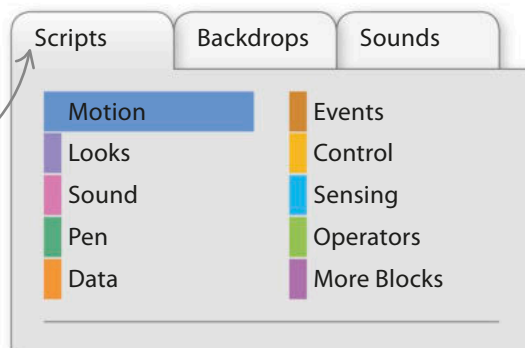 Scripts Backdrops Sounds
Motion Events
Looks Control
Sound Sensing
Pen Operators
Data More Blocks